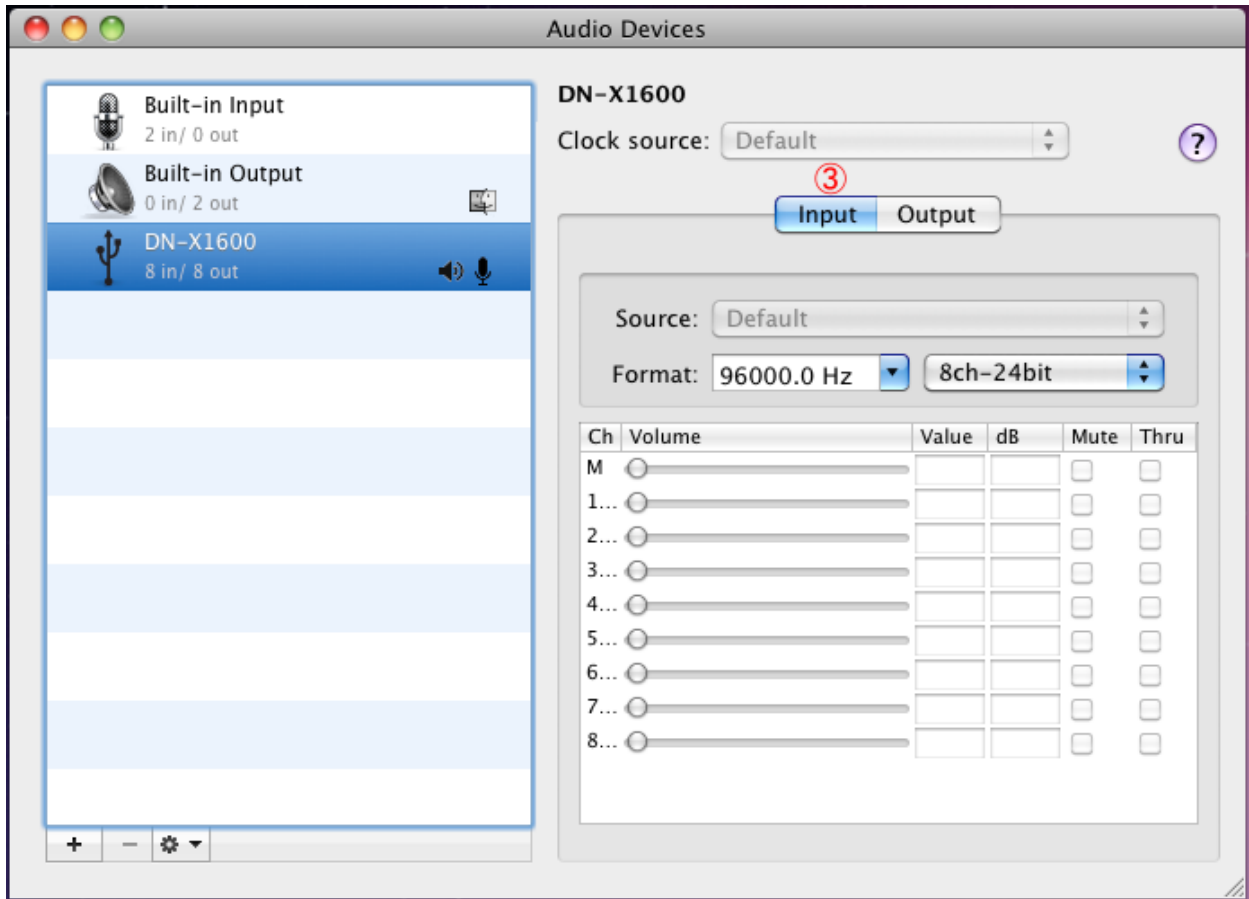 Audio Devices
Built-in Input
2 in/ 0 out
Built-in Output
0 in/ 2 out
DN-X1600
8 in/ 8 out
DN-X1600
Clock source: Default
?
③
Input Output
Source: Default
Format: 96000.0 Hz 8ch-24bit
Ch Volume Value dB Mute Thru
M
1...
2...
3...
4...
5...
6...
7...
8...
+ −